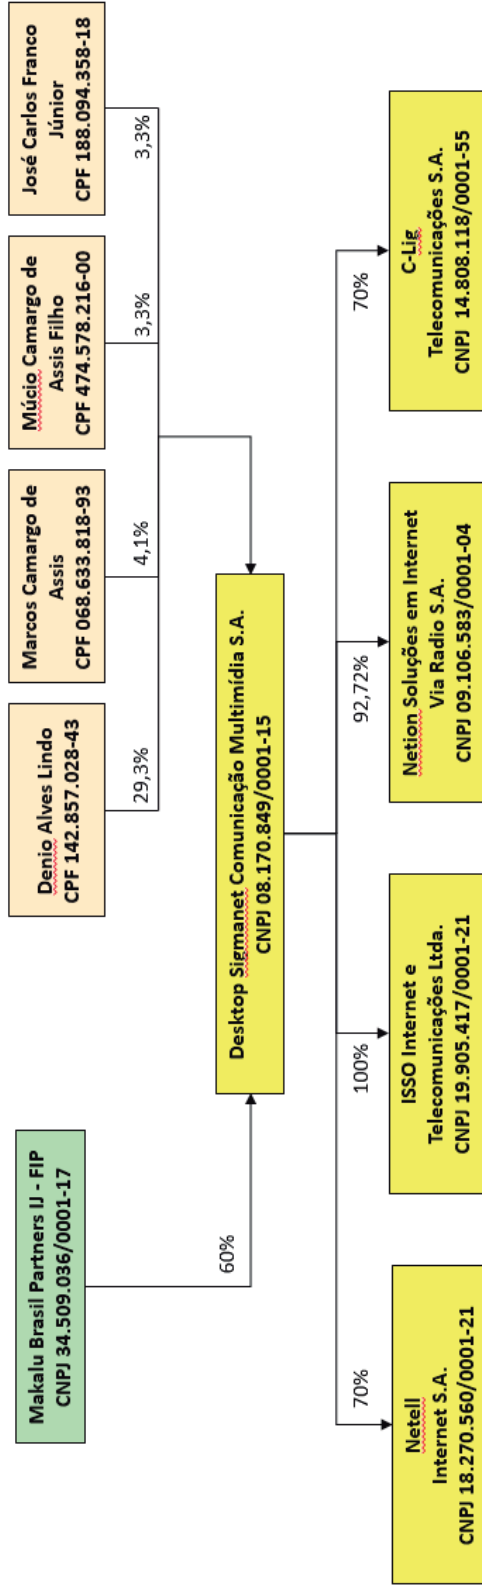 Makalu Brasil Partners IJ - FIP
CNPJ 34.509.036/0001-17
Denio Alves Lindo
CPF 142.857.028-43
Marcos Camargo de
Assis
CPF 068.633.818-93
Múcio Camargo de
Assis Filho
CPF 474.578.216-00
José Carlos Franco
Júnior
CPF 188.094.358-18
60%
29,3%
4,1%
3,3%
3,3%
Desktop Sigmanet Comunicação Multimídia S.A.
CNPJ 08.170.849/0001-15
70%
100%
92,72%
70%
Netell
Internet S.A.
CNPJ 18.270.560/0001-21
ISSO Internet e
Telecomunicações Ltda.
CNPJ 19.905.417/0001-21
Netion Soluções em Internet
Via Radio S.A.
CNPJ 09.106.583/0001-04
C-Lig
Telecomunicações S.A.
CNPJ 14.808.118/0001-55